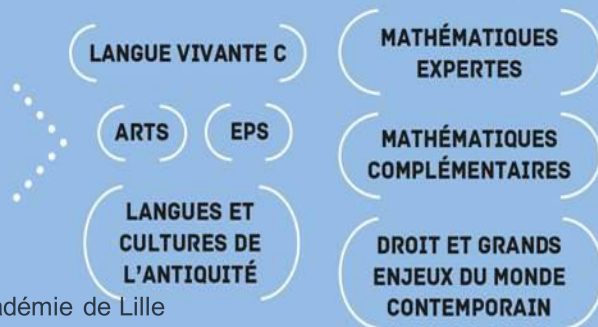 LANGUE VIVANTE C
ARTS
EPS
LANGUES ET
CULTURES DE
L'ANTIQUITÉ
MATHÉMATIQUES
EXPERTES
MATHÉMATIQUES
COMPLÉMENTAIRES
DROIT ET GRANDS
ENJEUX DU MONDE
CONTEMPORAIN
adémie de Lille